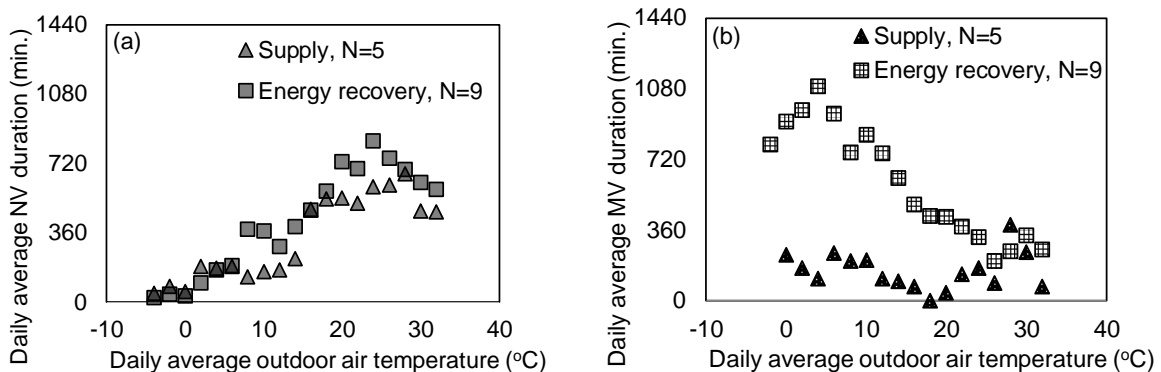 (a)
Supply, N=5
Energy recovery, N=9
Daily average NV duration (min.)
1440
1080
720
360
0
-10 0 10 20 30 40
Daily average outdoor air temperature (ºC)
(b)
Supply, N=5
Energy recovery, N=9
Daily average MV duration (min.)
1440
1080
720
360
0
-10 0 10 20 30 40
Daily average outdoor air temperature (ºC)